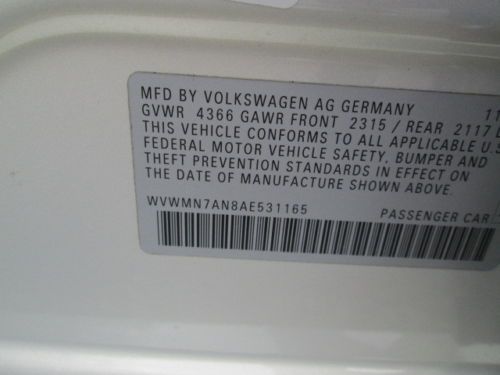 MFD BY VOLKSWAGEN AG GERMANY 11
GVWR 4366 GAWR FRONT 2315 / REAR 2117
THIS VEHICLE CONFORMS TO ALL APPLICABLE U.S
FEDERAL MOTOR VEHICLE SAFETY, BUMPER AND
THEFT PREVENTION STANDARDS IN EFFECT ON
THE DATE OF MANUFACTURE SHOWN ABOVE.
WVWMN7AN8AE531165 PASSENGER CAR